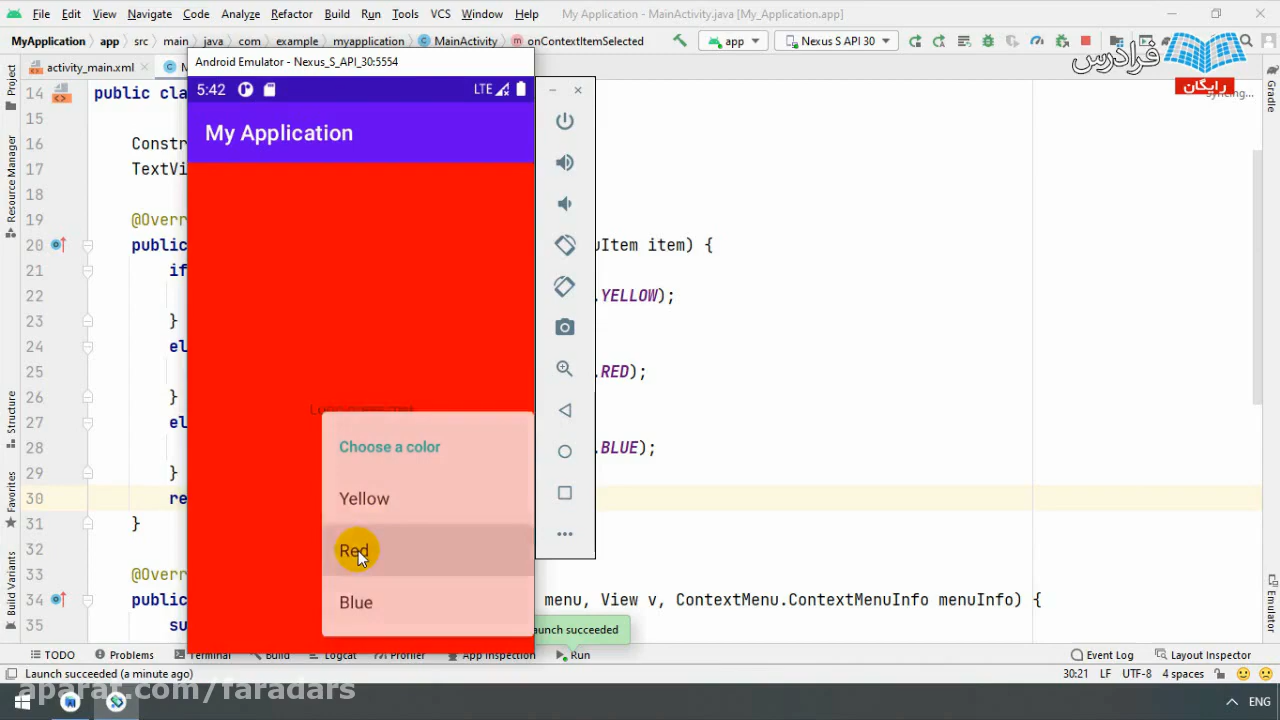 File Edit View Navigate Code Analyze Refactor Build Run Tools VCS Window Help My Application - MainActivity.java [My_Application.app]
MyApplication app src main java com example myapplication MainActivity onContextItemSelected app Nexus S API 30
فرادرس
رایگان
syncing...
activity_main.xml
Android Emulator - Nexus_S_API_30:5554
5:42 LTE
My Application
14 public cla
15
16 Constr
17 TextVi
18
19 @Overr
20 public uItem item) {
21 if
22 .YELLOW);
23 }
24 el
25 .RED);
26 }
27 el
28 .BLUE);
29 }
30 re
31 }
32
33 @Overr
34 public menu, View v, ContextMenu.ContextMenuInfo menuInfo) {
35 su
Choose a color
Yellow
Red
Blue
Project
Resource Manager
Structure
Favorites
Build Variants
Gradle
Emulator
aunch succeeded
TODO Problems Terminal Build Logcat Profiler App Inspection Run Event Log Layout Inspector
Launch succeeded (a minute ago) 30:21 LF UTF-8 4 spaces
aparat.com/faradars
ENG